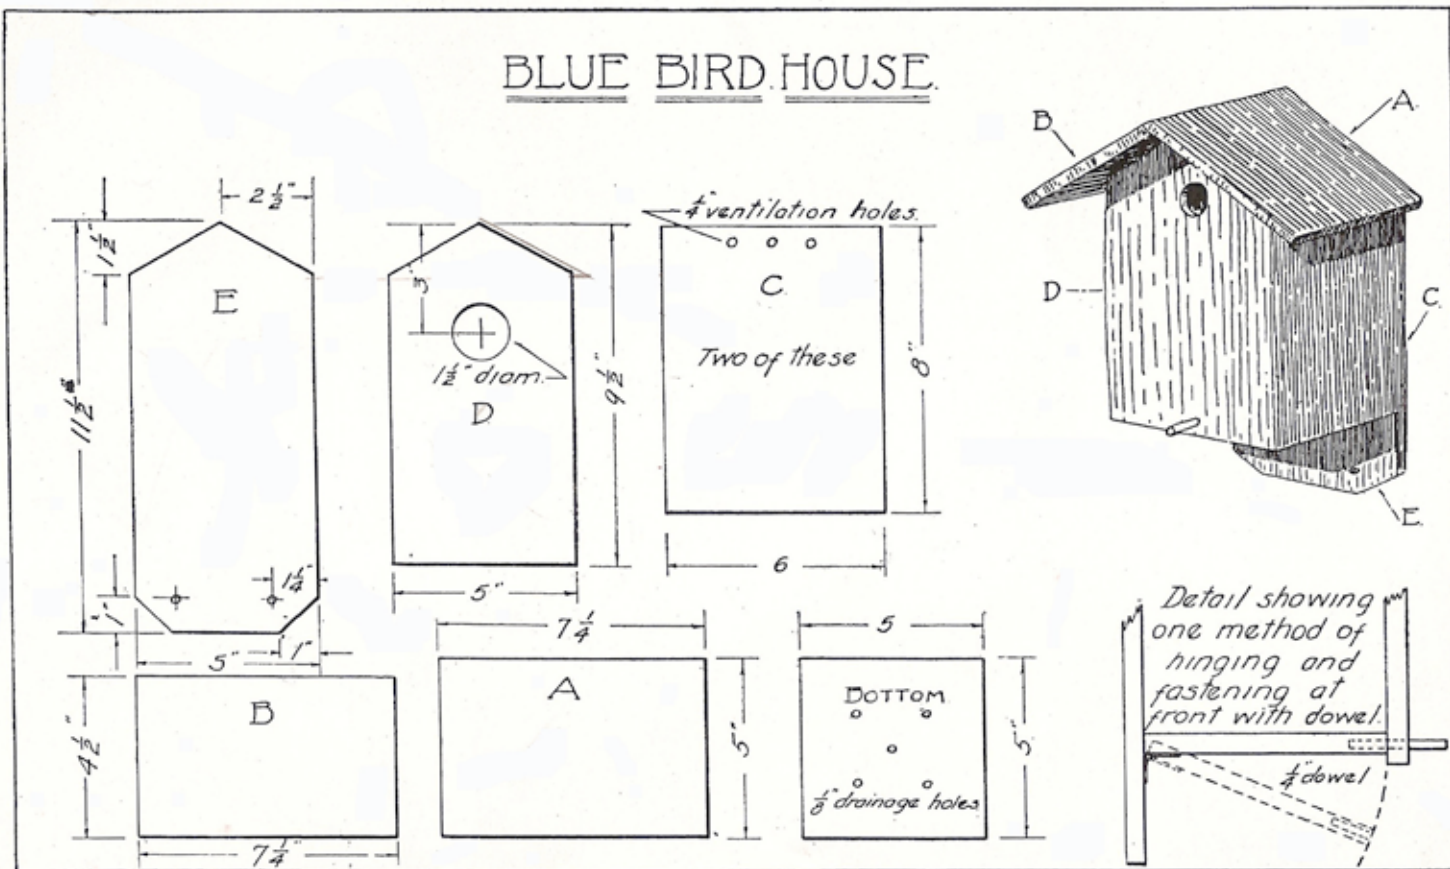 BLUE BIRD HOUSE.
B
A.
2 1/2"
1 1/2"
E
11 1/2"
1 1/4"
1"
1"
5"
3"
1 1/2" diam.
D
9 1/2"
5"
1/4" ventilation holes.
C.
Two of these
8"
6
D
C.
E.
B
4 1/2"
7 1/4"
7 1/4
A
5"
5
BOTTOM
1/8" drainage holes
5"
Detail showing
one method of
hinging and
fastening at
front with dowel.
1/4" dowel